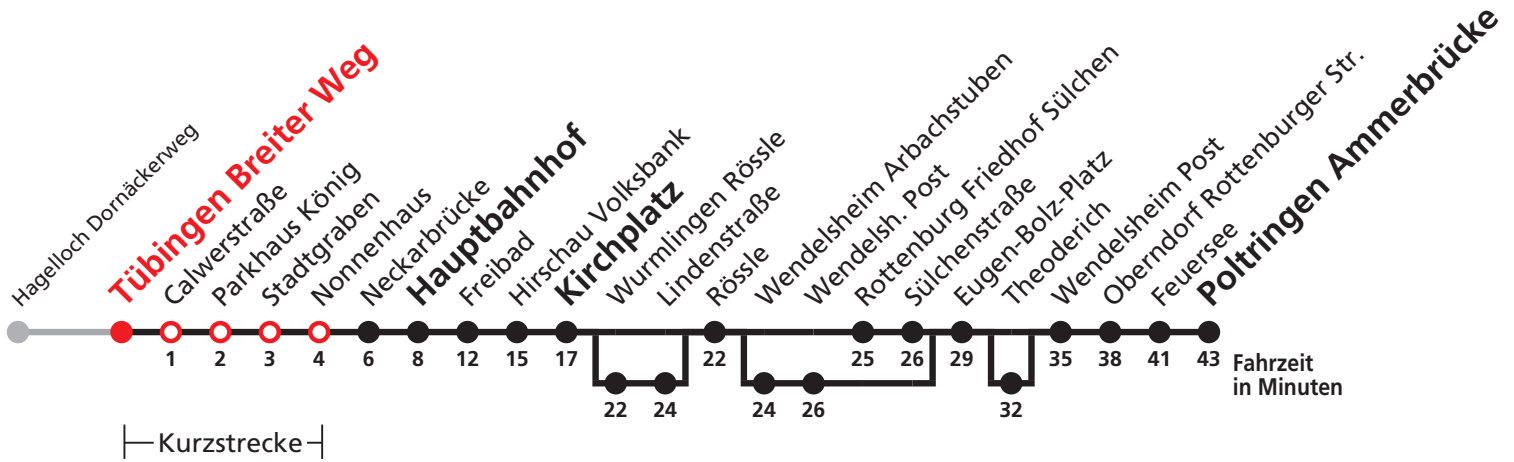 Hagelloch Dornäckerweg
Tübingen Breiter Weg
Calwerstraße
Parkhaus König
Stadtgraben
Nonnenhaus
Neckarbrücke
Hauptbahnhof
Freibad
Hirschau Volksbank
Kirchplatz
Wurmlingen Rössle
Lindenstraße
Rössle
Wendelsheim Arbachstuben
Wendelsh. Post
Rottenburg Friedhof Sülchen
Sülchenstraße
Eugen-Bolz-Platz
Theoderich
Wendelsheim Post
Oberndorf Rottenburger Str.
Feuersee
Poltringen Ammerbrücke
1 2 3 4 6 8 12 15 17 22 25 26 29 35 38 41 43
Fahrzeit
in Minuten
22 24 24 26 32
Kurzstrecke